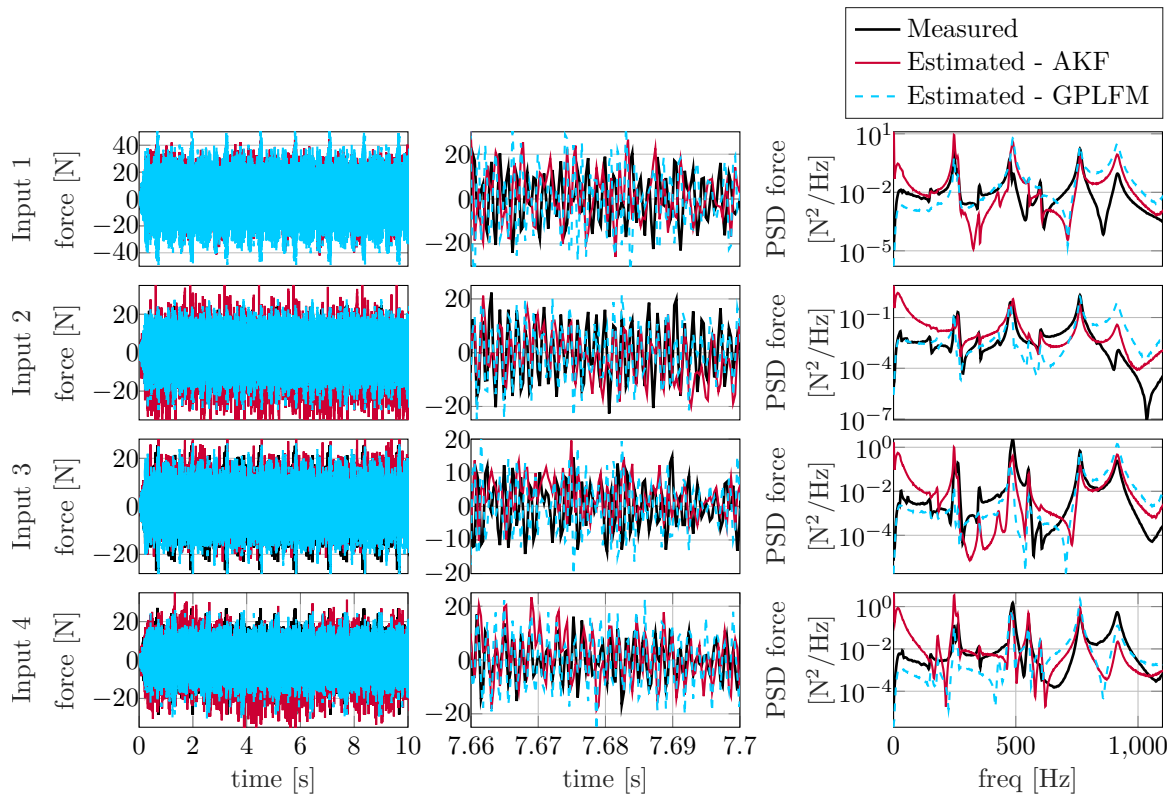 Measured
Estimated - AKF
Estimated - GPLFM
Input 1
force [N]
40
20
0
−20
−40
20
0
−20
PSD force
[N²/Hz]
10¹
10⁻²
10⁻⁵
Input 2
force [N]
20
0
−20
20
0
−20
PSD force
[N²/Hz]
10⁻¹
10⁻⁴
10⁻⁷
Input 3
force [N]
20
0
−20
20
10
0
−10
−20
PSD force
[N²/Hz]
10⁰
10⁻²
10⁻⁴
Input 4
force [N]
20
0
−20
20
0
−20
PSD force
[N²/Hz]
10⁰
10⁻²
10⁻⁴
0 2 4 6 8 10
time [s]
7.66 7.67 7.68 7.69 7.7
time [s]
0 500 1,000
freq [Hz]